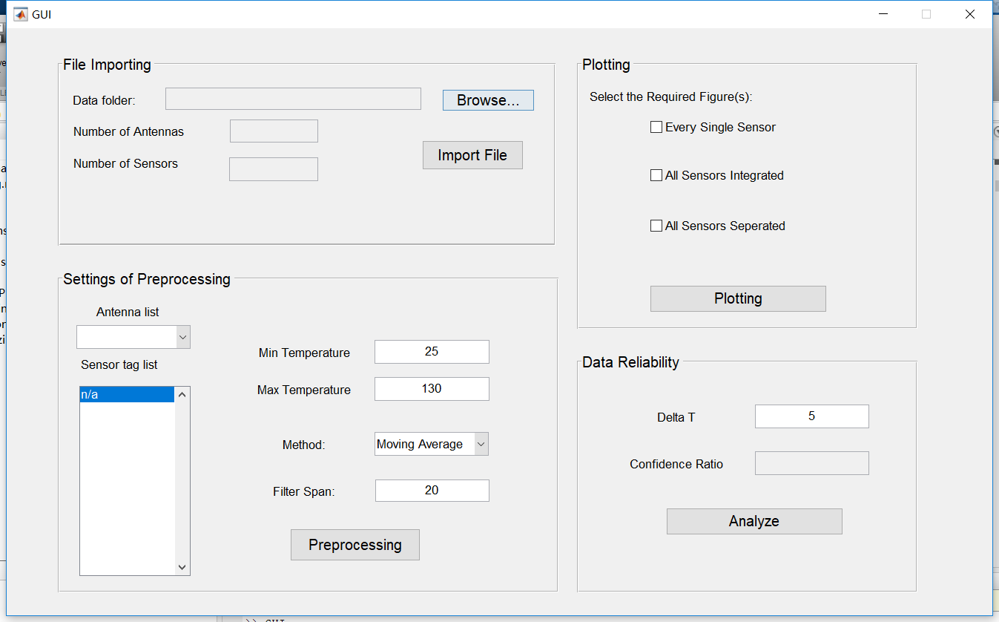 GUI
File Importing
Data folder:
Browse...
Number of Antennas
Number of Sensors
Import File
Plotting
Select the Required Figure(s):
Every Single Sensor
All Sensors Integrated
All Sensors Seperated
Plotting
Settings of Preprocessing
Antenna list
Sensor tag list
n/a
Min Temperature
25
Max Temperature
130
Method:
Moving Average
Filter Span:
20
Preprocessing
Data Reliability
Delta T
5
Confidence Ratio
Analyze